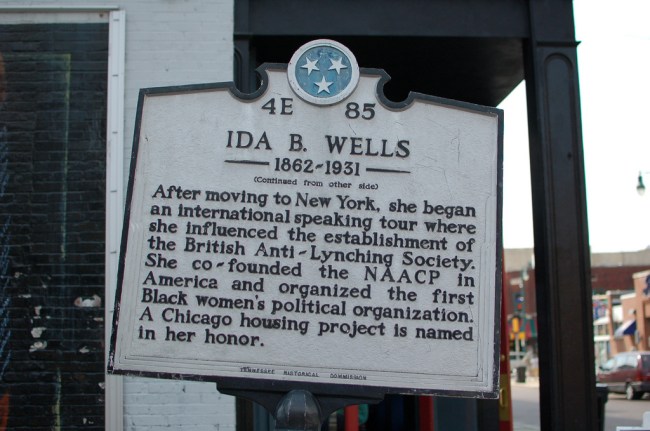 4E 85
IDA B. WELLS
1862-1931
(Continued from other side)
After moving to New York, she began
an international speaking tour where
she influenced the establishment of
the British Anti-Lynching Society.
She co-founded the NAACP in
America and organized the first
Black women's political organization.
A Chicago housing project is named
in her honor.
TENNESSEE HISTORICAL COMMISSION